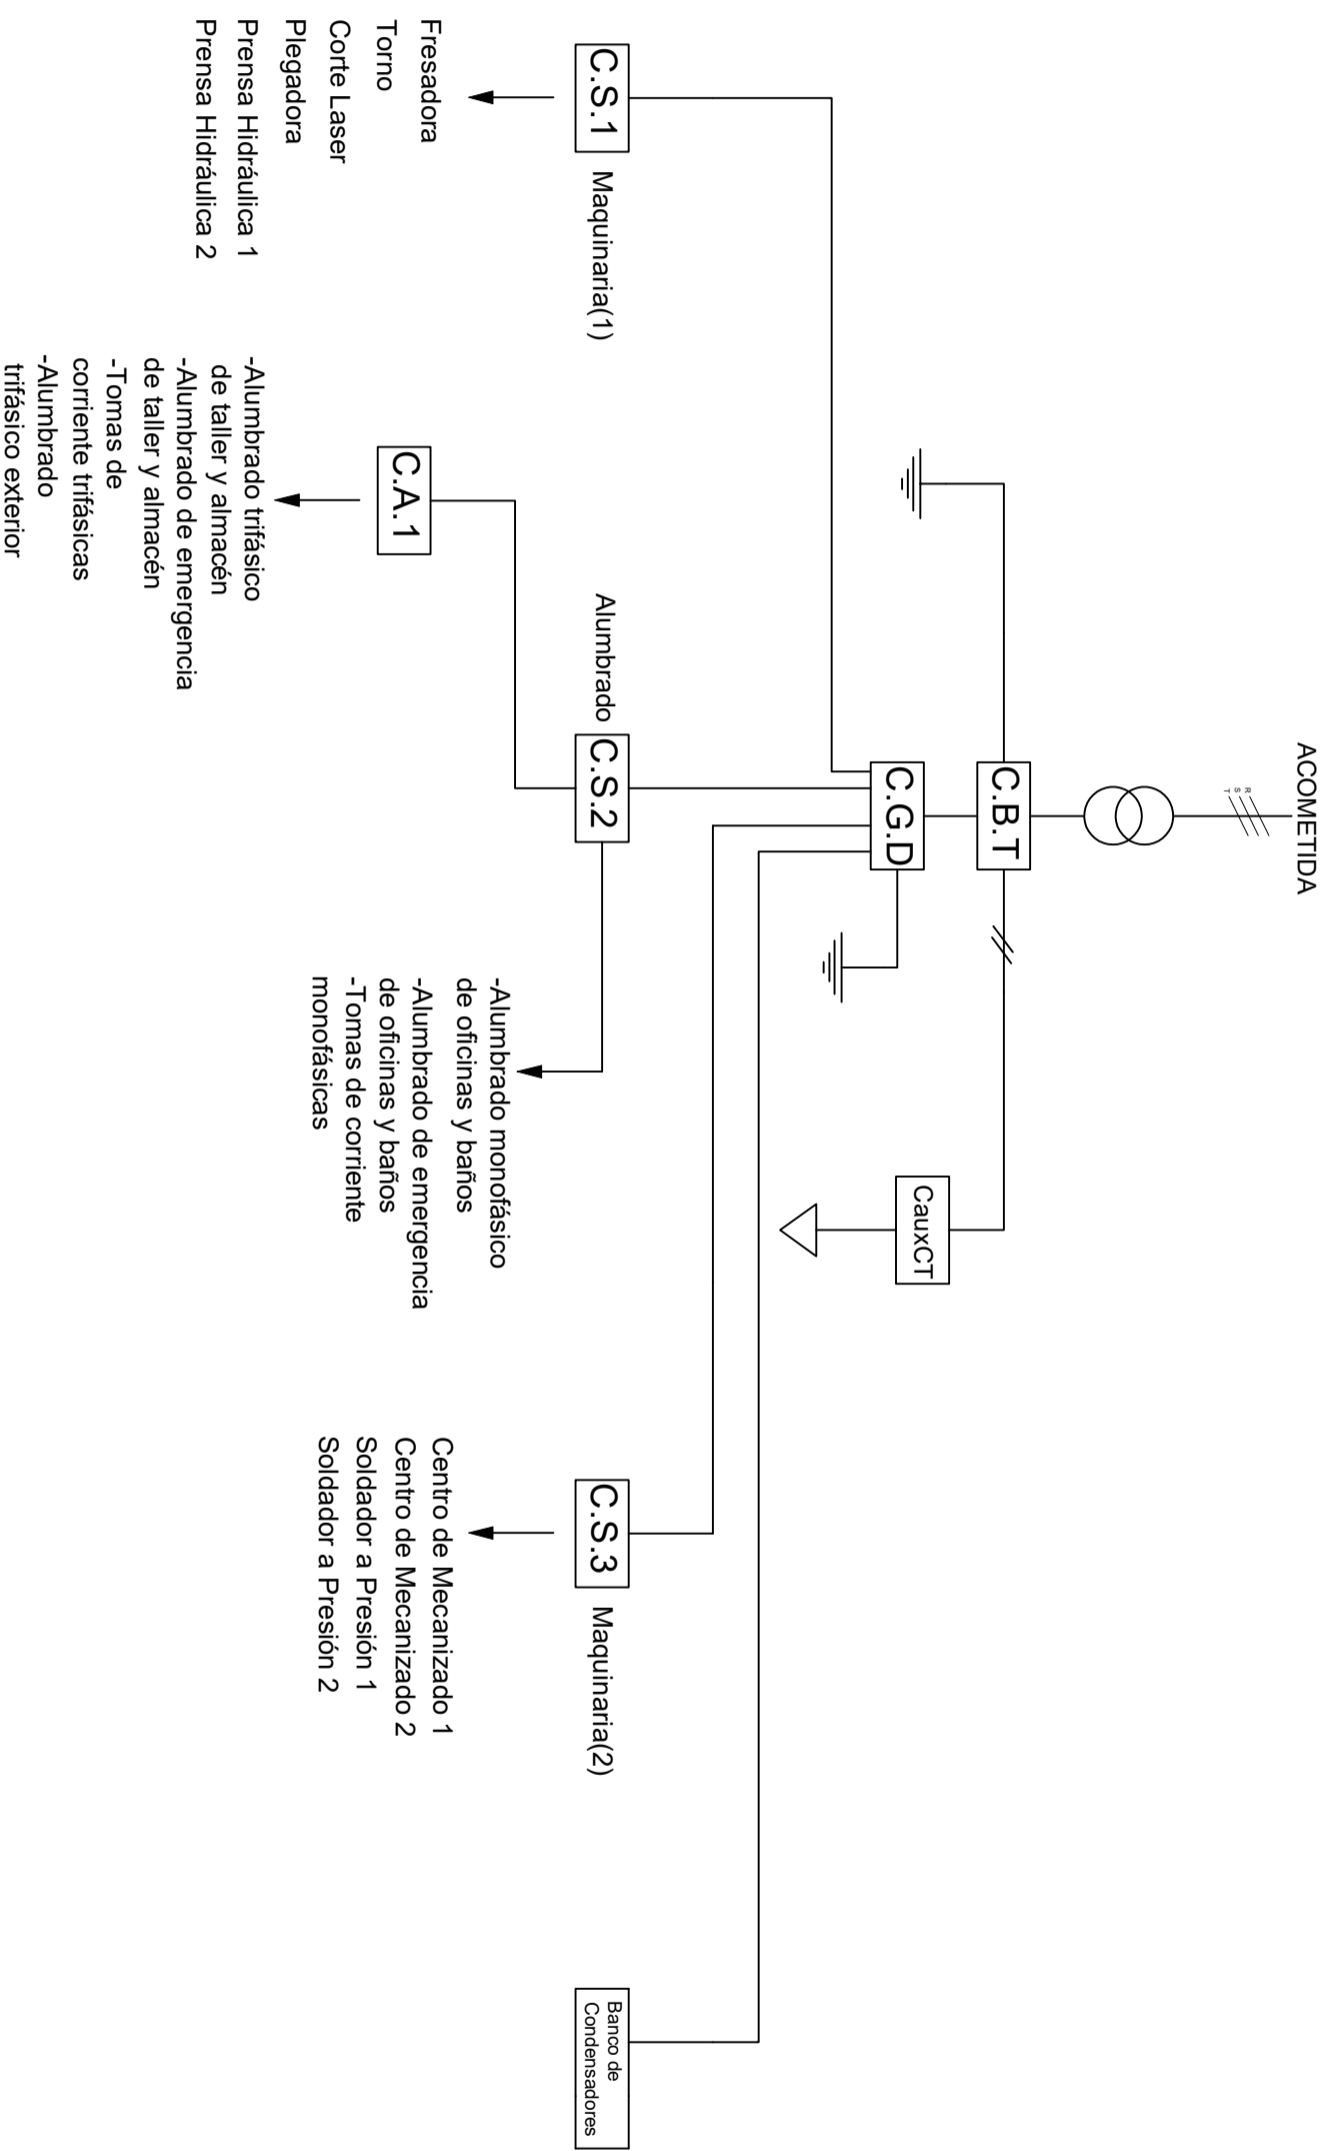 ACOMETIDA
R
S
T
C.B.T
C.G.D
CauxCT
C.S.1
Maquinaria(1)
Fresadora
Torno
Corte Laser
Plegadora
Prensa Hidráulica 1
Prensa Hidráulica 2
Alumbrado
C.S.2
C.A.1
-Alumbrado trifásico
de taller y almacén
-Alumbrado de emergencia
de taller y almacén
-Tomas de
corriente trifásicas
-Alumbrado
trifásico exterior
-Alumbrado monofásico
de oficinas y baños
-Alumbrado de emergencia
de oficinas y baños
-Tomas de corriente
monofásicas
C.S.3
Maquinaria(2)
Centro de Mecanizado 1
Centro de Mecanizado 2
Soldador a Presión 1
Soldador a Presión 2
Banco de
Condensadores